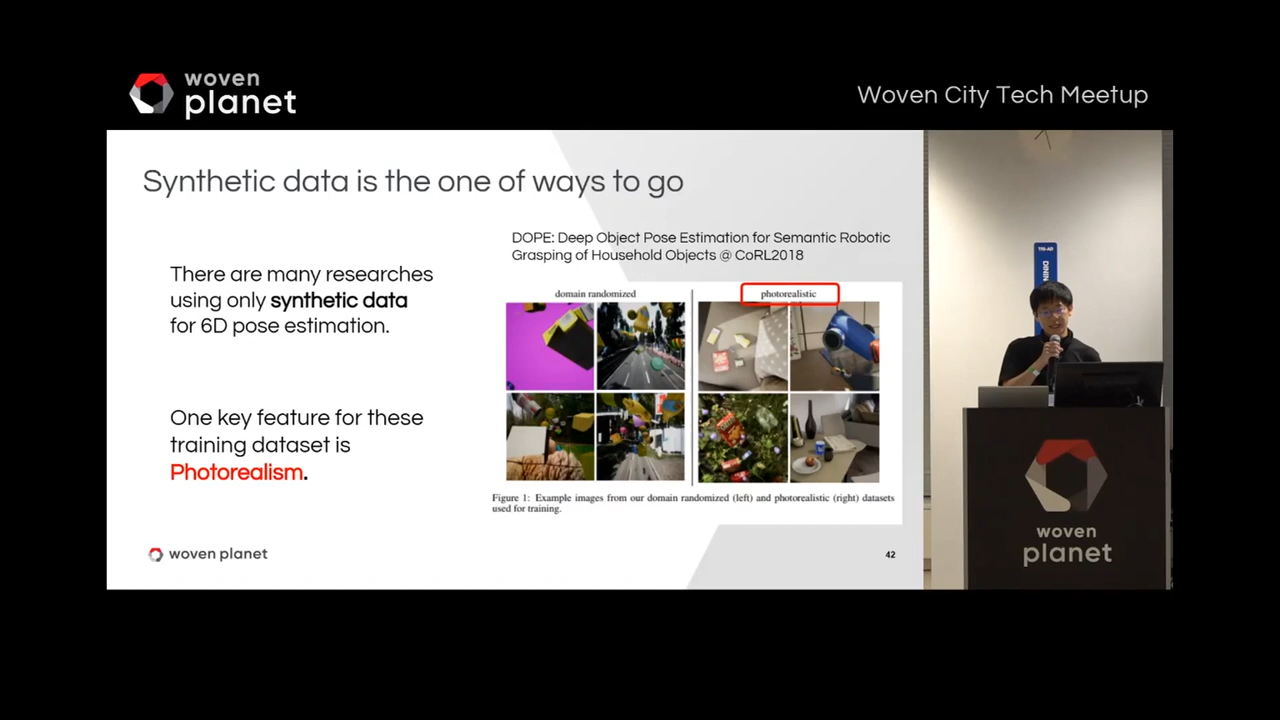 woven
planet
Woven City Tech Meetup
Synthetic data is the one of ways to go
There are many researches
using only synthetic data
for 6D pose estimation.
One key feature for these
training dataset is
Photorealism.
DOPE: Deep Object Pose Estimation for Semantic Robotic
Grasping of Household Objects @ CoRL2018
domain randomized
photorealistic
Figure 1: Example images from our domain randomized (left) and photorealistic (right) datasets
used for training.
woven planet
42
TRI-AD
DININ
woven
planet